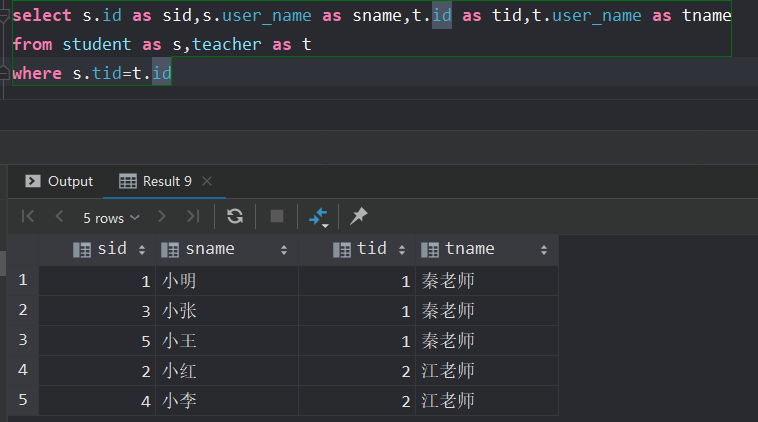 select s.id as sid,s.user_name as sname,t.id as tid,t.user_name as tname
from student as s,teacher as t
where s.tid=t.id
Output Result 9
5 rows
sid sname tid tname
1 1 小明 1 秦老师
2 3 小张 1 秦老师
3 5 小王 1 秦老师
4 2 小红 2 江老师
5 4 小李 2 江老师